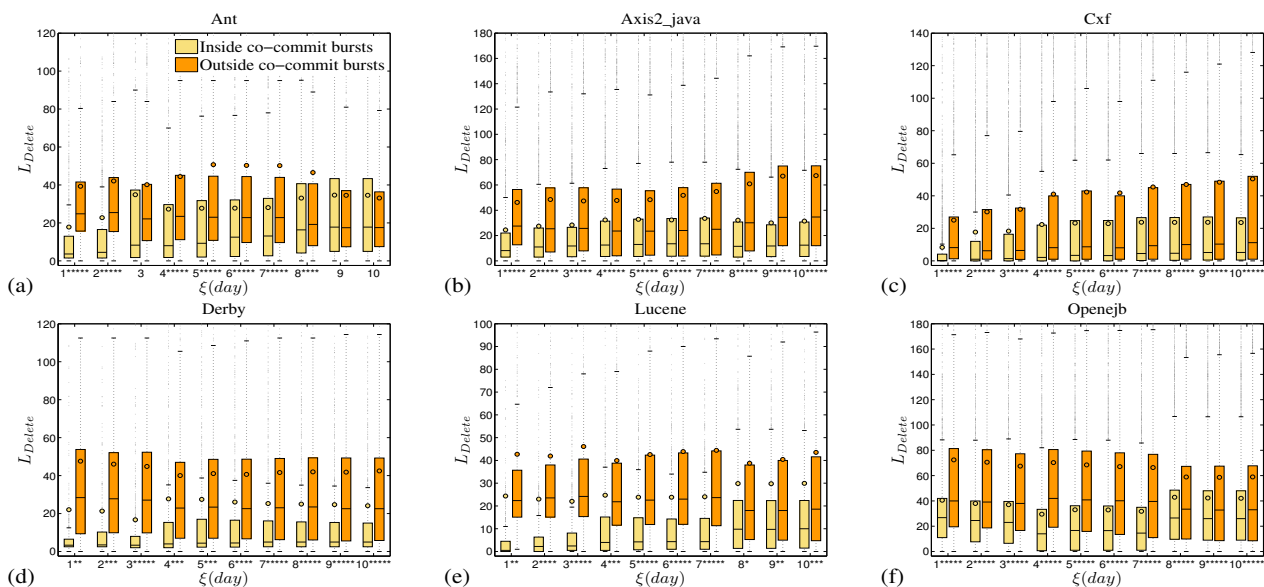 Ant
120
100
80
60
40
20
0
L_Delete
Inside co-commit bursts
Outside co-commit bursts
1**** 2**** 3 4**** 5*** 6*** 7*** 8** 9 10
ξ(day)
(a)
Axis2_java
180
160
140
120
100
80
60
40
20
0
1**** 2**** 3**** 4**** 5**** 6**** 7**** 8**** 9**** 10****
ξ(day)
(b)
Cxf
140
120
100
80
60
40
20
0
1**** 2**** 3**** 4**** 5**** 6**** 7**** 8**** 9**** 10****
ξ(day)
(c)
Derby
120
100
80
60
40
20
0
L_Delete
1** 2*** 3**** 4*** 5*** 6**** 7**** 8**** 9**** 10***
ξ(day)
(d)
Lucene
100
90
80
70
60
50
40
30
20
10
0
L_Delete
1** 2*** 3**** 4*** 5**** 6**** 7**** 8* 9** 10***
ξ(day)
(e)
Openejb
180
160
140
120
100
80
60
40
20
0
L_Delete
1**** 2**** 3**** 4**** 5**** 6**** 7**** 8**** 9**** 10****
ξ(day)
(f)